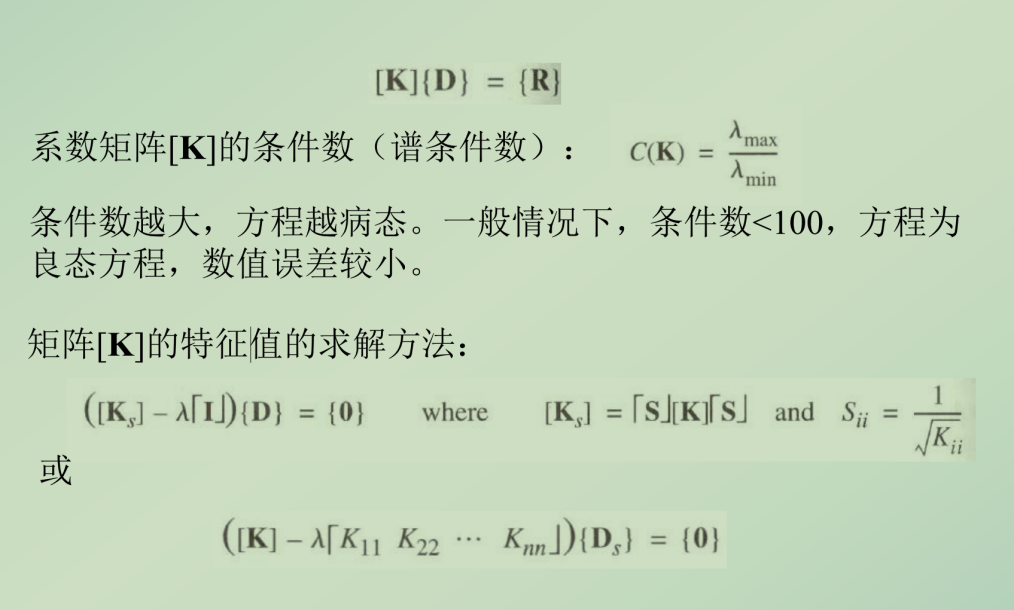 [K]{D} = {R}
系数矩阵[K]的条件数（谱条件数）： C(K) = λmax / λmin
条件数越大，方程越病态。一般情况下，条件数<100，方程为
良态方程，数值误差较小。
矩阵[K]的特征值的求解方法：
([Kₛ] – λ⌈I⌋){D} = {0} where [Kₛ] = ⌈S⌋[K]⌈S⌋ and Sᵢᵢ = 1 / √Kᵢᵢ
或
([K] – λ⌈K₁₁ K₂₂ ⋯ Kₙₙ⌋){Dₛ} = {0}